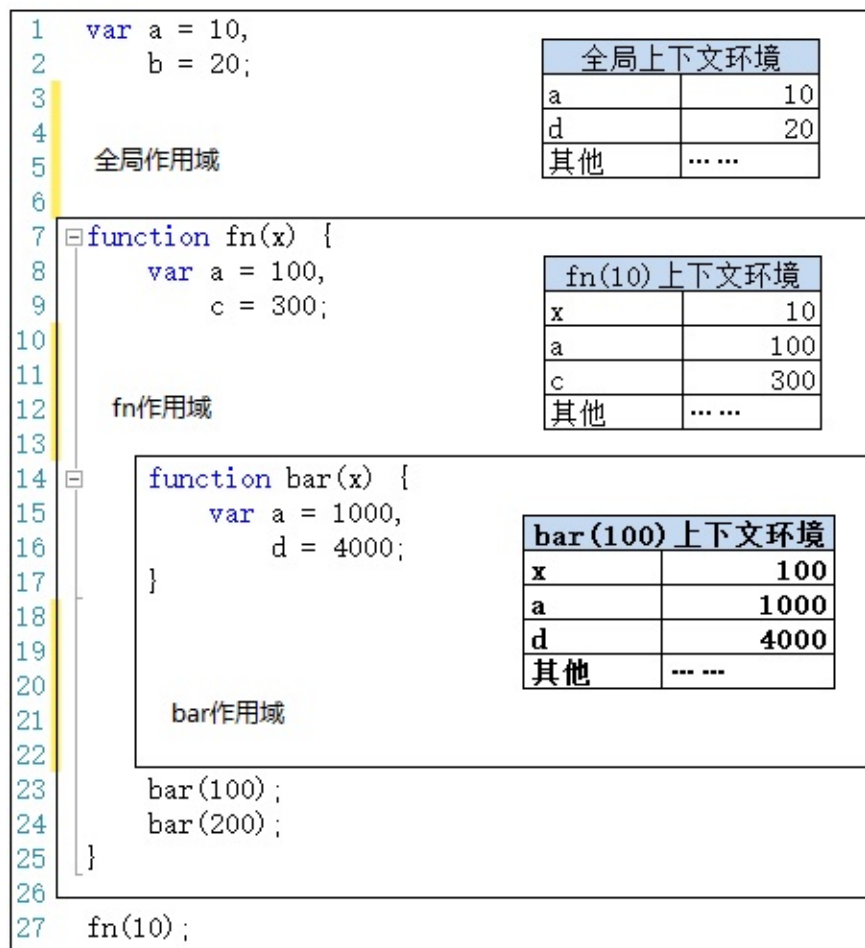 1 var a = 10,
2 b = 20;
全局上下文环境
3
a 10
4
d 20
5 全局作用域
其他 ... ...
6
7 function fn(x) {
8 var a = 100,
fn(10)上下文环境
9 c = 300;
x 10
10
a 100
11
c 300
12 fn作用域
其他 ... ...
13
14 function bar(x) {
15 var a = 1000,
bar(100)上下文环境
16 d = 4000;
x 100
17 }
a 1000
18
d 4000
19
其他 ... ...
20
21 bar作用域
22
23 bar(100);
24 bar(200);
25 }
26
27 fn(10);